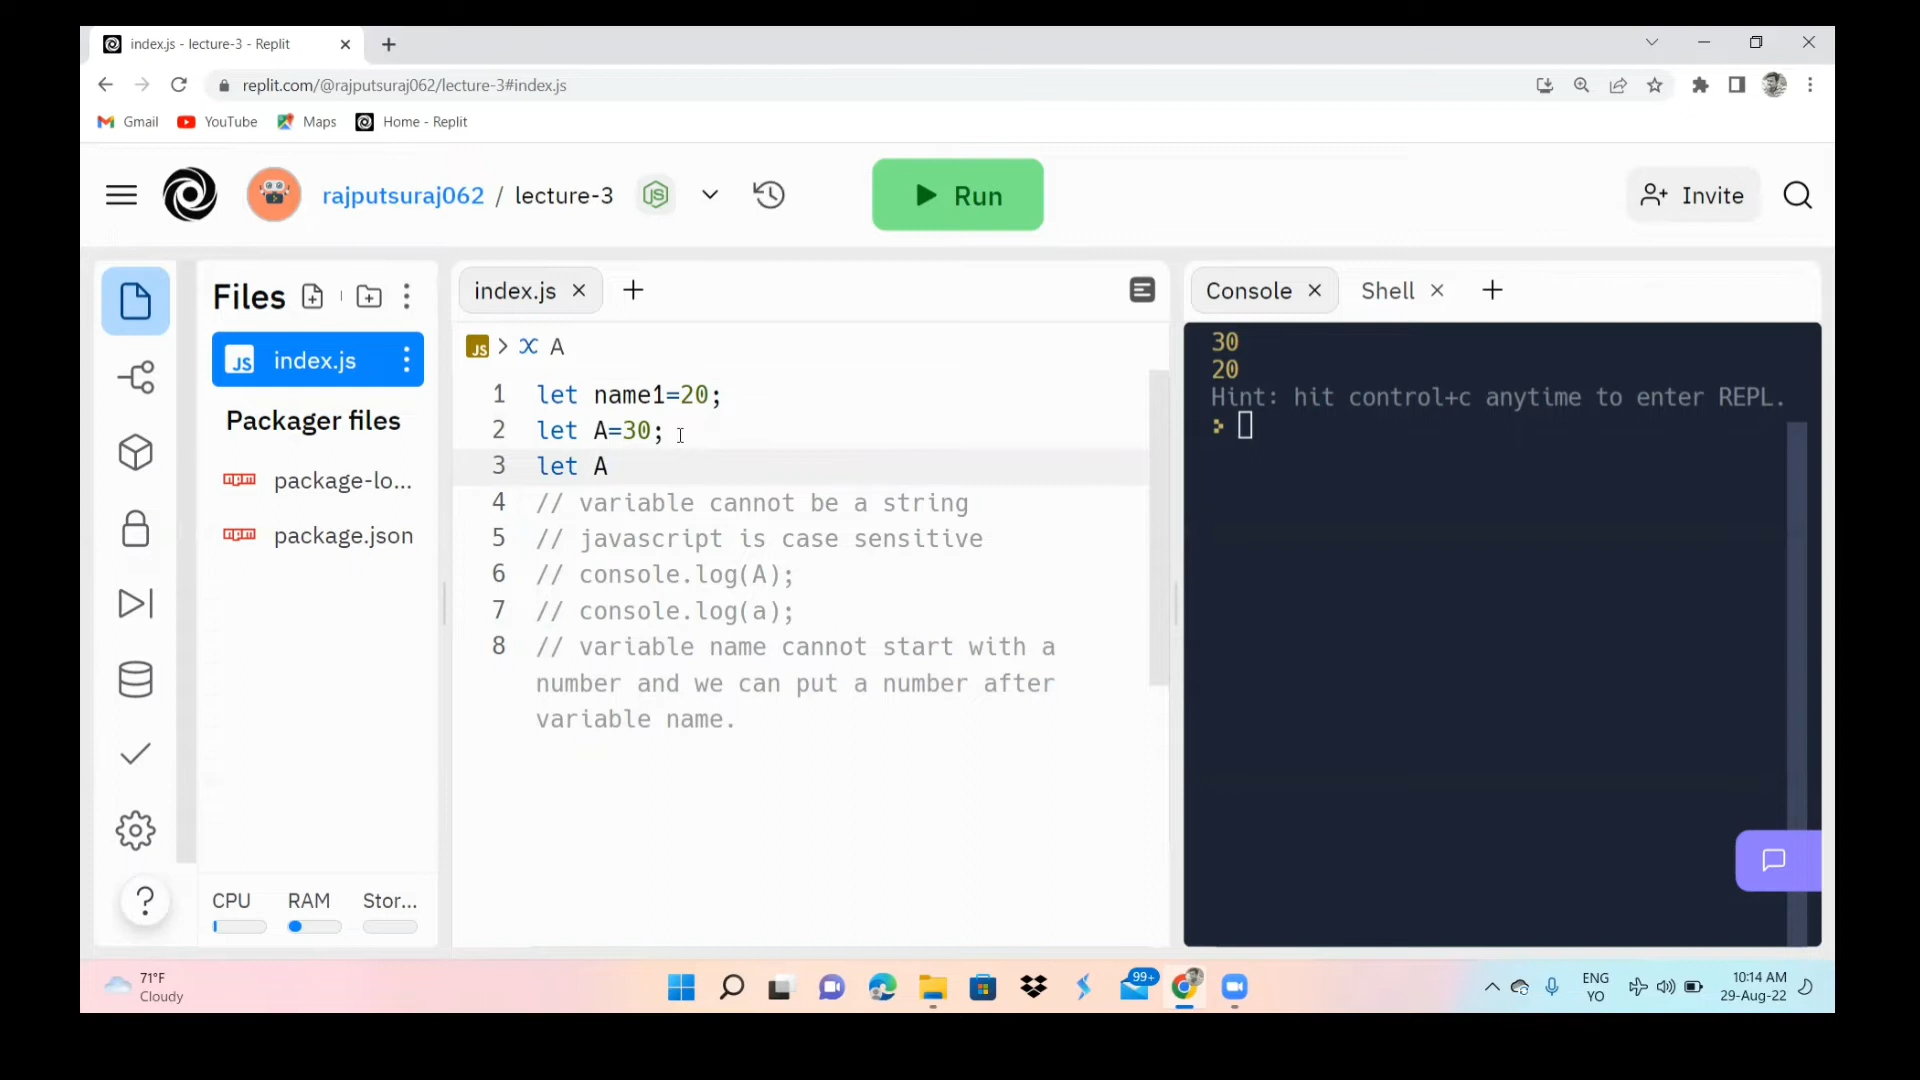 index.js - lecture-3 - Replit
replit.com/@rajputsuraj062/lecture-3#index.js
Gmail YouTube Maps Home - Replit
rajputsuraj062 / lecture-3 JS Run Invite
Files
JS index.js
Packager files
package-lo...
package.json
CPU RAM Stor...
index.js
JS > A
1 let name1=20;
2 let A=30;
3 let A
4 // variable cannot be a string
5 // javascript is case sensitive
6 // console.log(A);
7 // console.log(a);
8 // variable name cannot start with a
number and we can put a number after
variable name.
Console Shell
30
20
Hint: hit control+c anytime to enter REPL.
71°F
Cloudy
99+
ENG
YO
10:14 AM
29-Aug-22